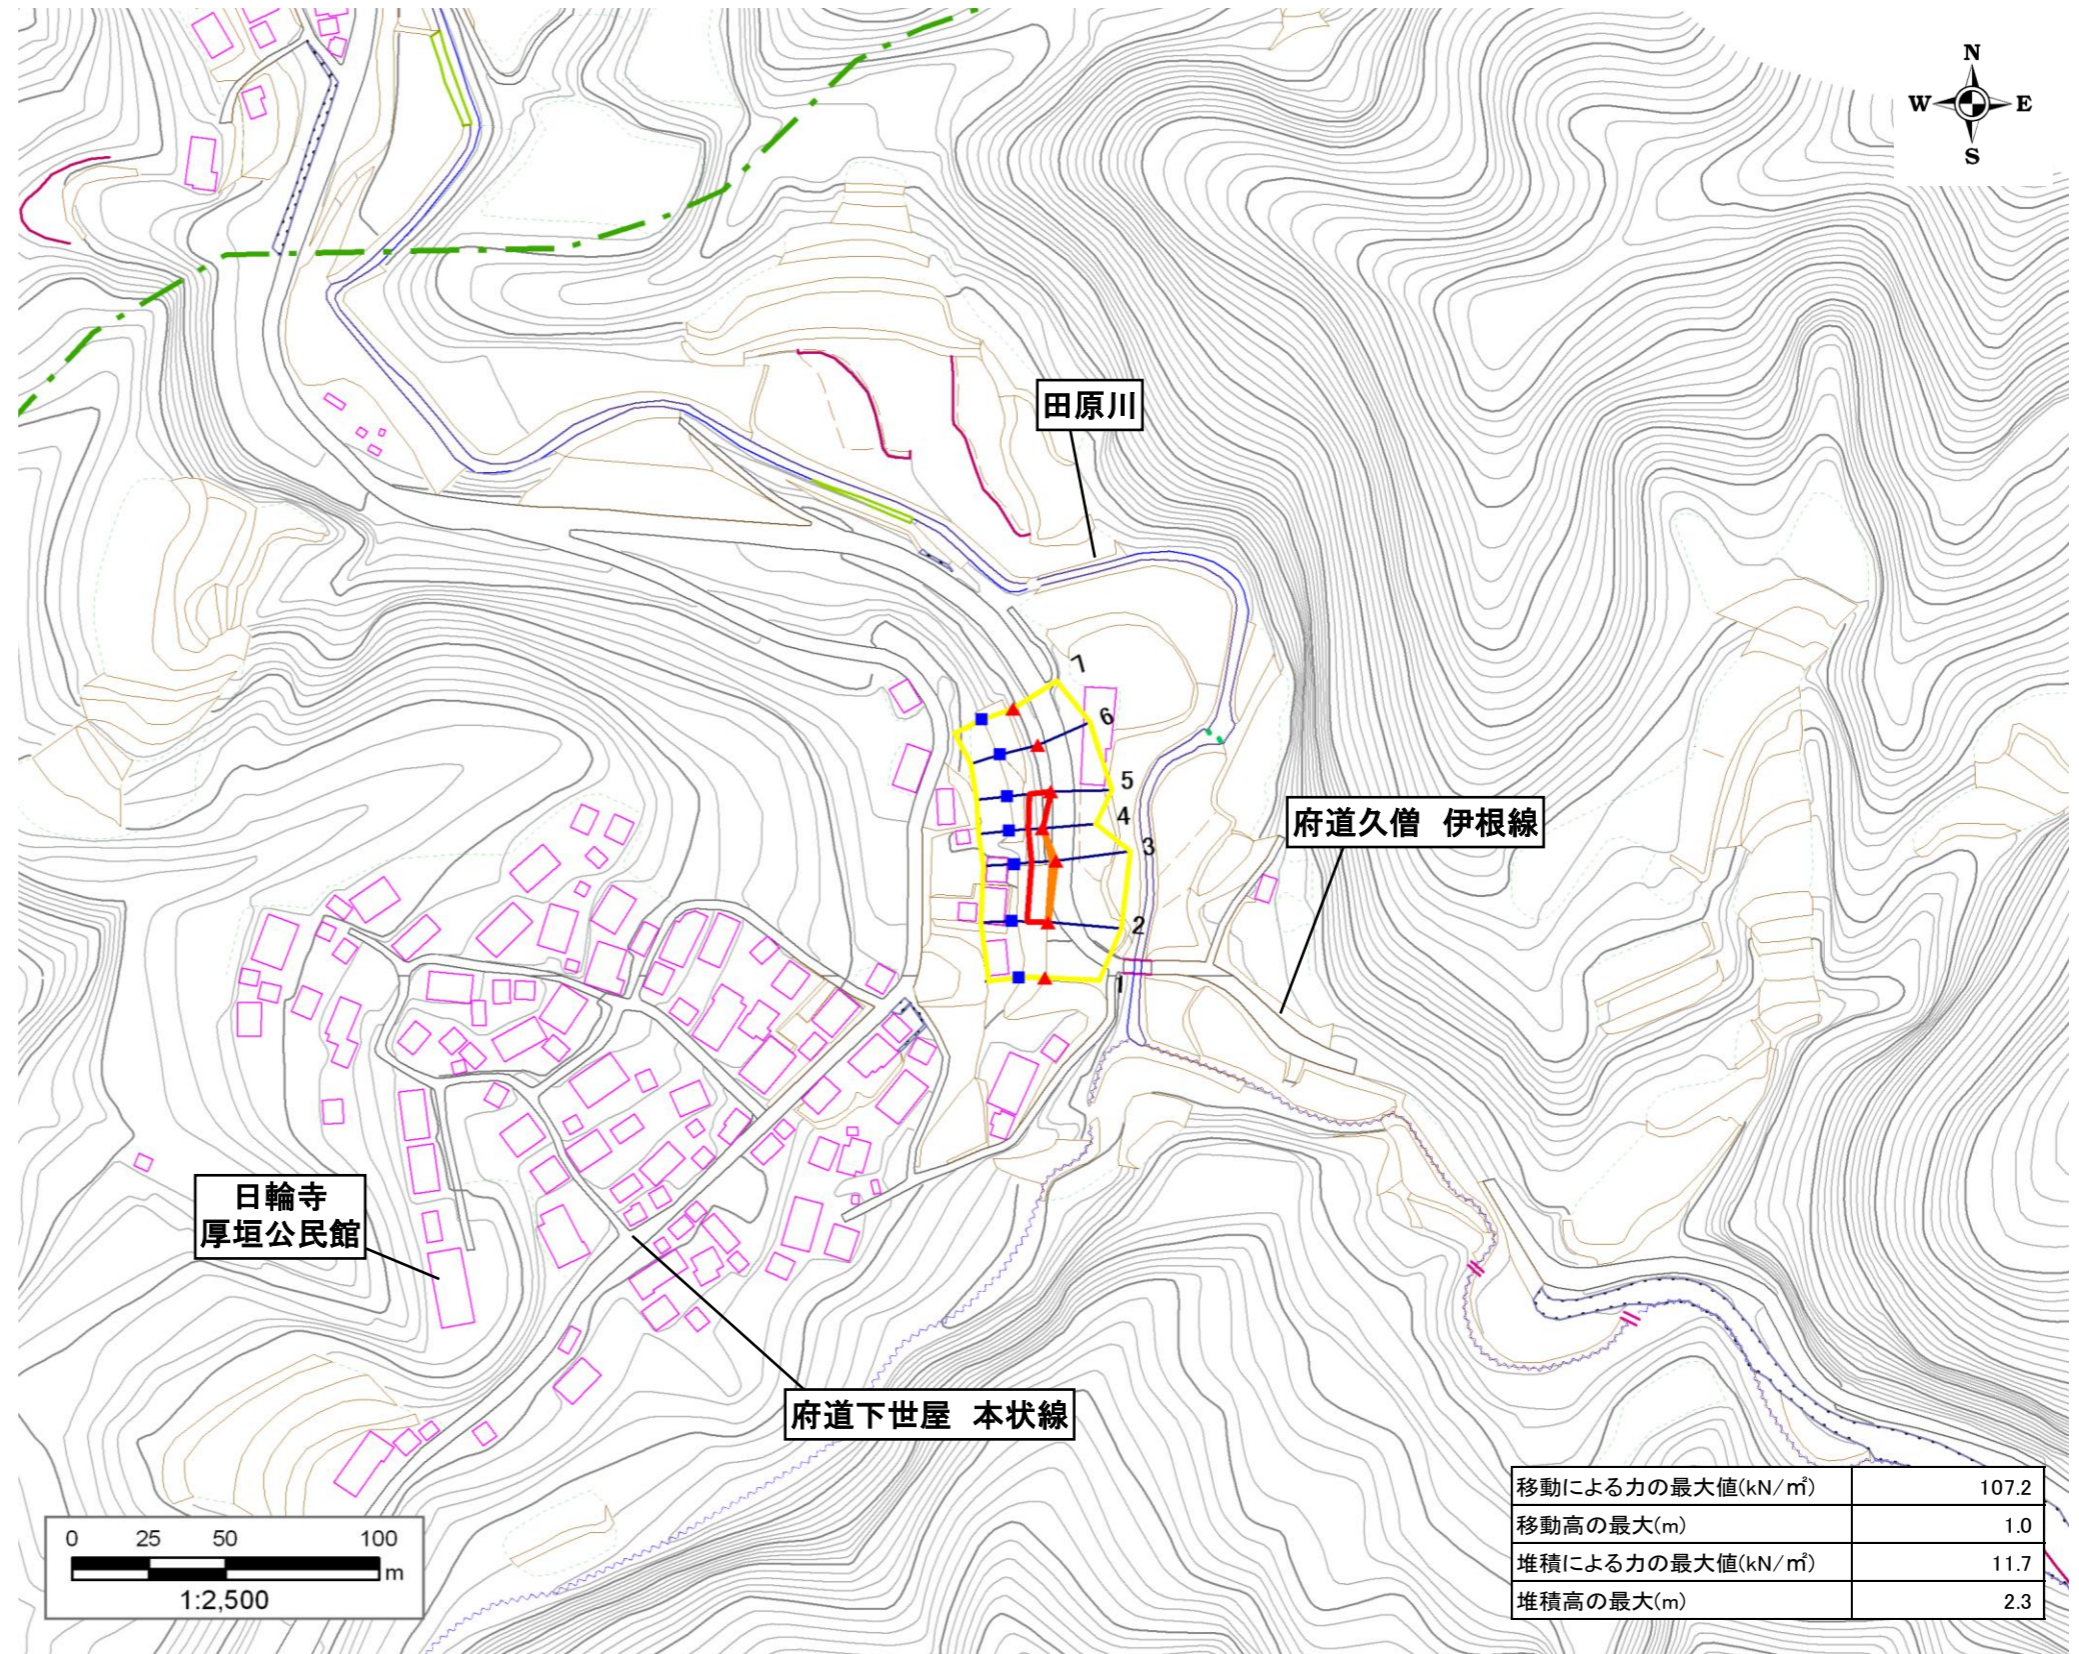 N
W E
S
田原川
7
6
5
4
3
2
1
府道久僧 伊根線
日輪寺
厚垣公民館
府道下世屋 本状線
0 25 50 100
m
1:2,500
移動による力の最大値(kN/㎡) 107.2
移動高の最大(m) 1.0
堆積による力の最大値(kN/㎡) 11.7
堆積高の最大(m) 2.3